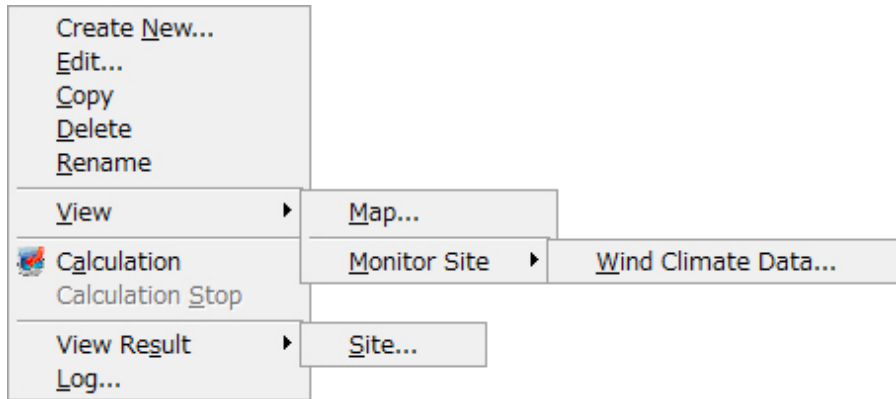 Create New...
Edit...
Copy
Delete
Rename
View
Map...
Calculation
Monitor Site
Wind Climate Data...
Calculation Stop
View Result
Site...
Log...